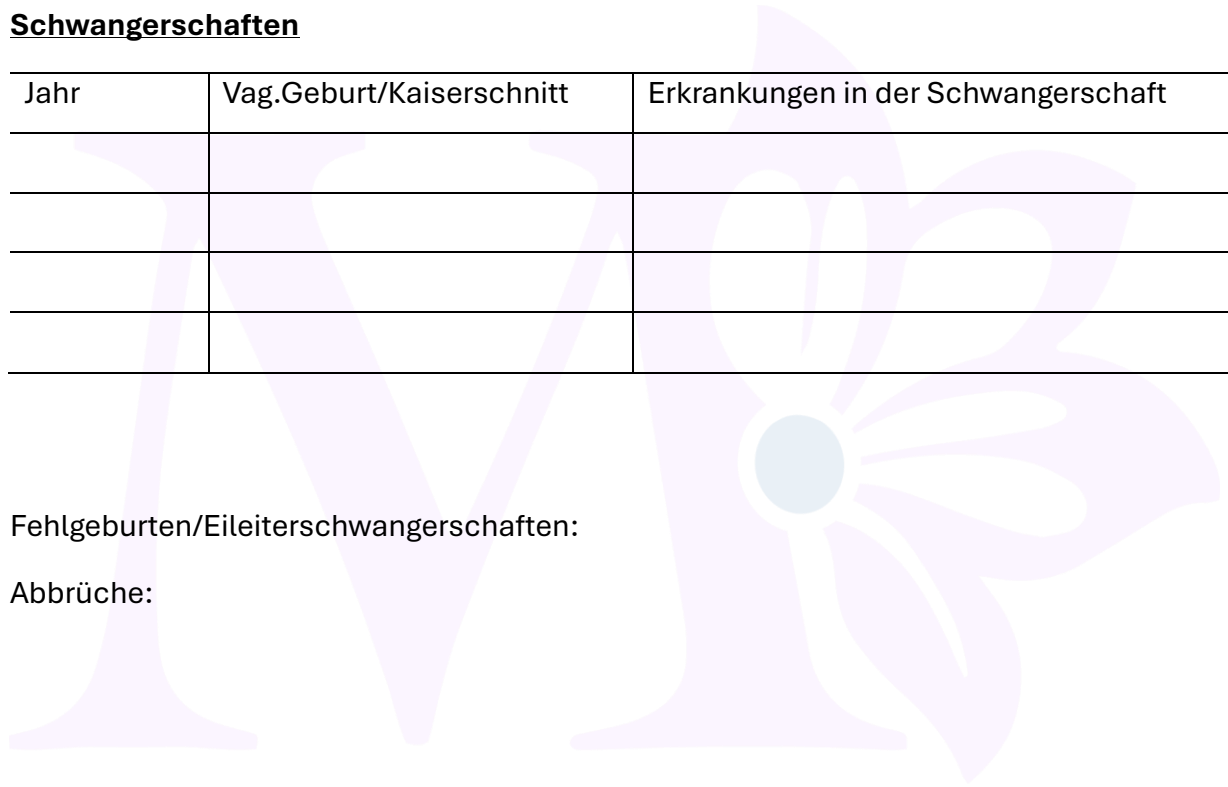 Schwangerschaften
Jahr Vag.Geburt/Kaiserschnitt Erkrankungen in der Schwangerschaft
Fehlgeburten/Eileiterschwangerschaften:
Abbrüche: